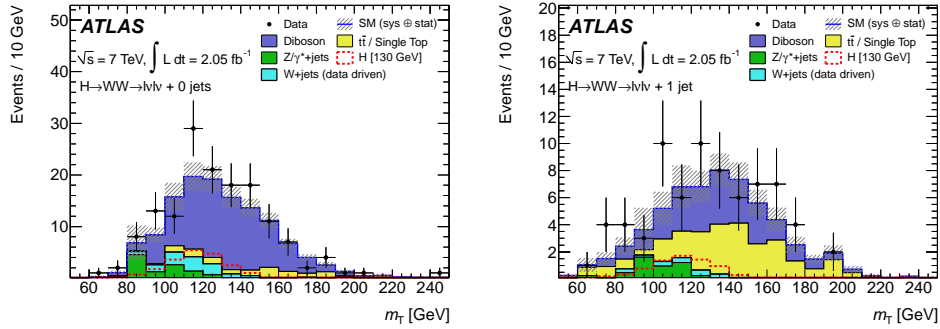 Events / 10 GeV
50
40
30
20
10
ATLAS
Data
SM (sys ⊕ stat)
Diboson
tt̄ / Single Top
Z/γ*+jets
H [130 GeV]
W+jets (data driven)
√s = 7 TeV, ∫ L dt = 2.05 fb⁻¹
H→WW→lνlν + 0 jets
60 80 100 120 140 160 180 200 220 240
m_T [GeV]
Events / 10 GeV
20
18
16
14
12
10
8
6
4
2
ATLAS
Data
SM (sys ⊕ stat)
Diboson
tt̄ / Single Top
Z/γ*+jets
H [130 GeV]
W+jets (data driven)
√s = 7 TeV, ∫ L dt = 2.05 fb⁻¹
H→WW→lνlν + 1 jet
60 80 100 120 140 160 180 200 220 240
m_T [GeV]